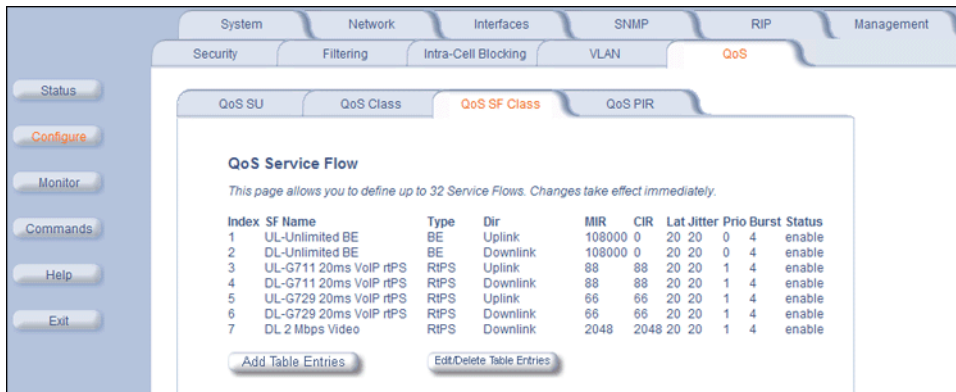 System Network Interfaces SNMP RIP Management
Security Filtering Intra-Cell Blocking VLAN QoS
Status
Configure
Monitor
Commands
Help
Exit
QoS SU QoS Class QoS SF Class QoS PIR
QoS Service Flow
This page allows you to define up to 32 Service Flows. Changes take effect immediately.
Index SF Name Type Dir MIR CIR Lat Jitter Prio Burst Status
1 UL-Unlimited BE BE Uplink 108000 0 20 20 0 4 enable
2 DL-Unlimited BE BE Downlink 108000 0 20 20 0 4 enable
3 UL-G711 20ms VoIP rtPS RtPS Uplink 88 88 20 20 1 4 enable
4 DL-G711 20ms VoIP rtPS RtPS Downlink 88 88 20 20 1 4 enable
5 UL-G729 20ms VoIP rtPS RtPS Uplink 66 66 20 20 1 4 enable
6 DL-G729 20ms VoIP rtPS RtPS Downlink 66 66 20 20 1 4 enable
7 DL 2 Mbps Video RtPS Downlink 2048 2048 20 20 1 4 enable
Add Table Entries Edit/Delete Table Entries